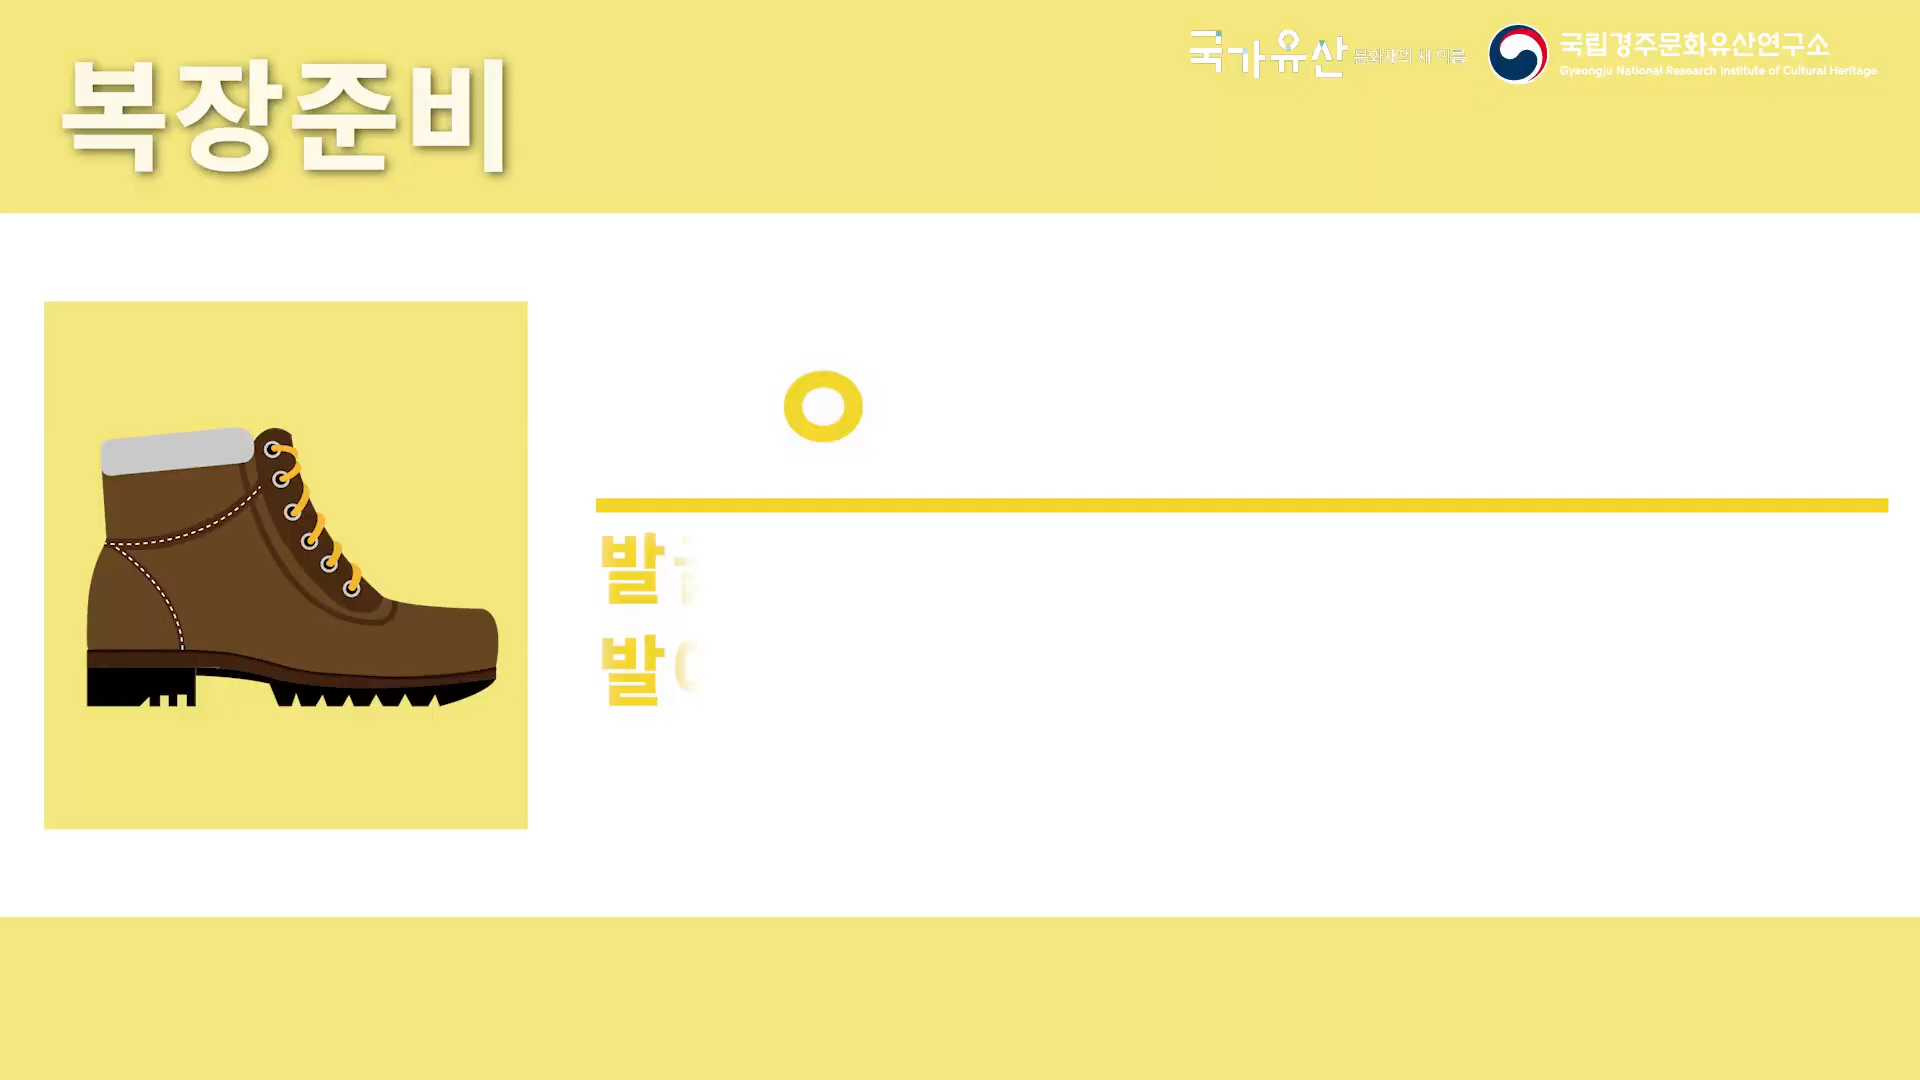 복장준비
국가유산 문화재의 새 이름
국립경주문화유산연구소
Gyeongju National Research Institute of Cultural Heritage
발
발